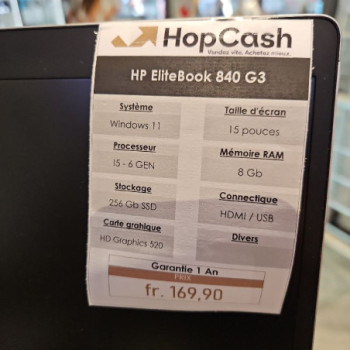 HopCash
Vendez vite, Achetez mieux.
HP EliteBook 840 G3
Système
Windows 11
Taille d'écran
15 pouces
Processeur
I5 - 6 GEN
Mémoire RAM
8 Gb
Stockage
256 Gb SSD
Connectique
HDMI / USB
Carte grahique
HD Graphics 520
Divers
Garantie 1 An
PRIX
fr. 169,90